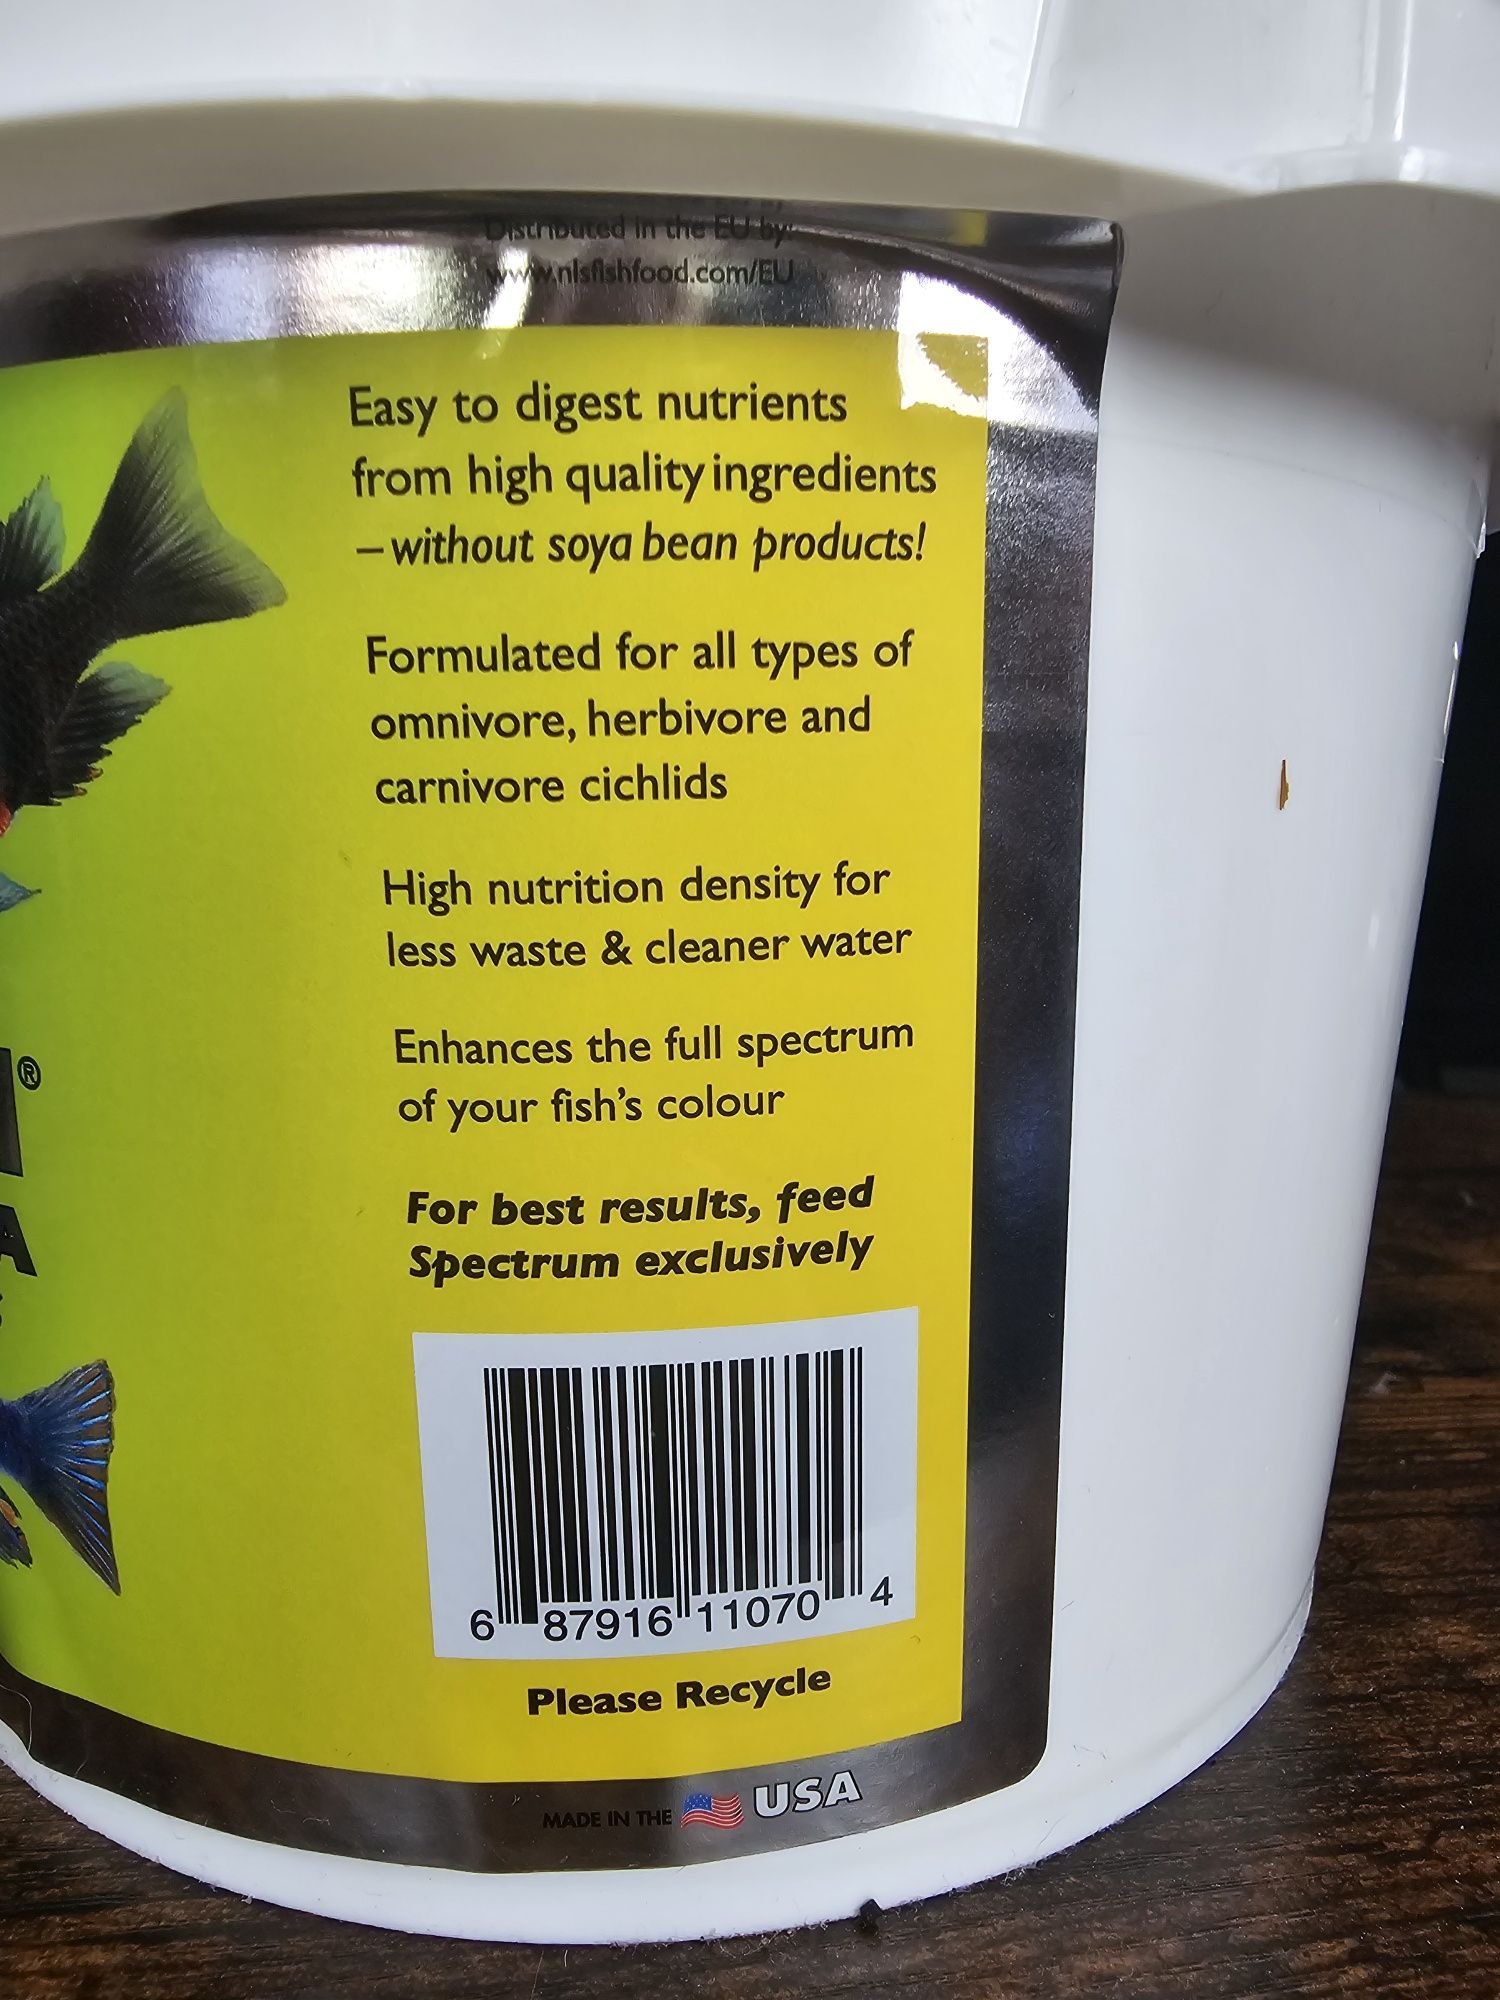 Distributed in the EU by:
www.nlsfishfood.com/EU
Easy to digest nutrients
from high quality ingredients
– without soya bean products!
Formulated for all types of
omnivore, herbivore and
carnivore cichlids
High nutrition density for
less waste & cleaner water
Enhances the full spectrum
of your fish's colour
®
A
For best results, feed
Spectrum exclusively
6 87916 11070 4
Please Recycle
MADE IN THE USA